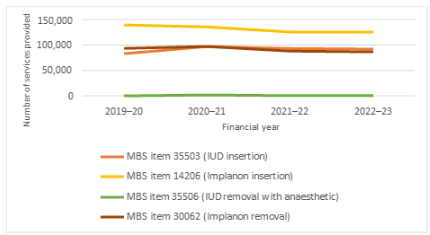 Number of services provided
150,000
100,000
50,000
0
2019–20 2020–21 2021–22 2022–23
Financial year
MBS item 35503 (IUD insertion)
MBS item 14206 (Implanon insertion)
MBS item 35506 (IUD removal with anaesthetic)
MBS item 30062 (Implanon removal)